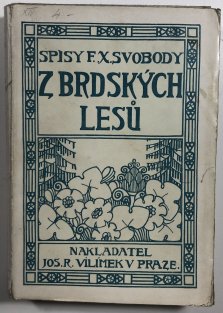 SPISY F. X. SVOBODY
Z BRDSKÝCH
LESŮ
NAKLADATEL
JOS. R. VILÍMEK V PRAZE.